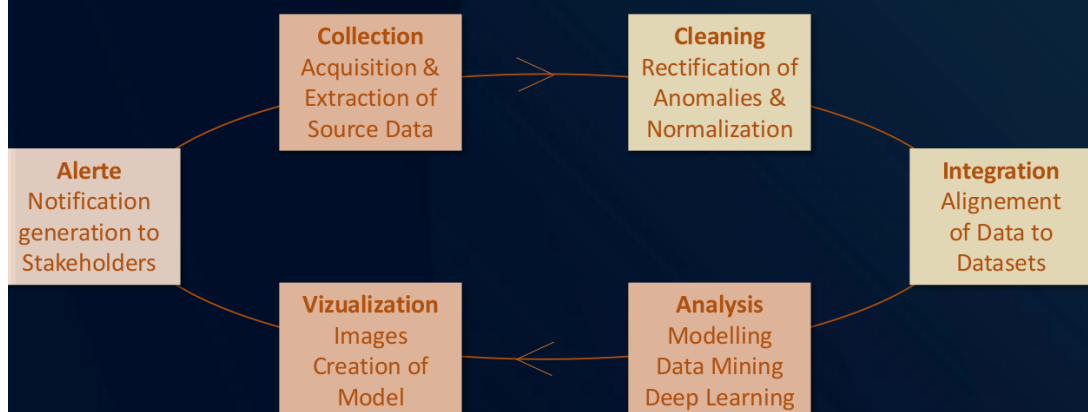 Collection
Acquisition &
Extraction of
Source Data
Cleaning
Rectification of
Anomalies &
Normalization
Integration
Alignement
of Data to
Datasets
Analysis
Modelling
Data Mining
Deep Learning
Vizualization
Images
Creation of
Model
Alerte
Notification
generation to
Stakeholders